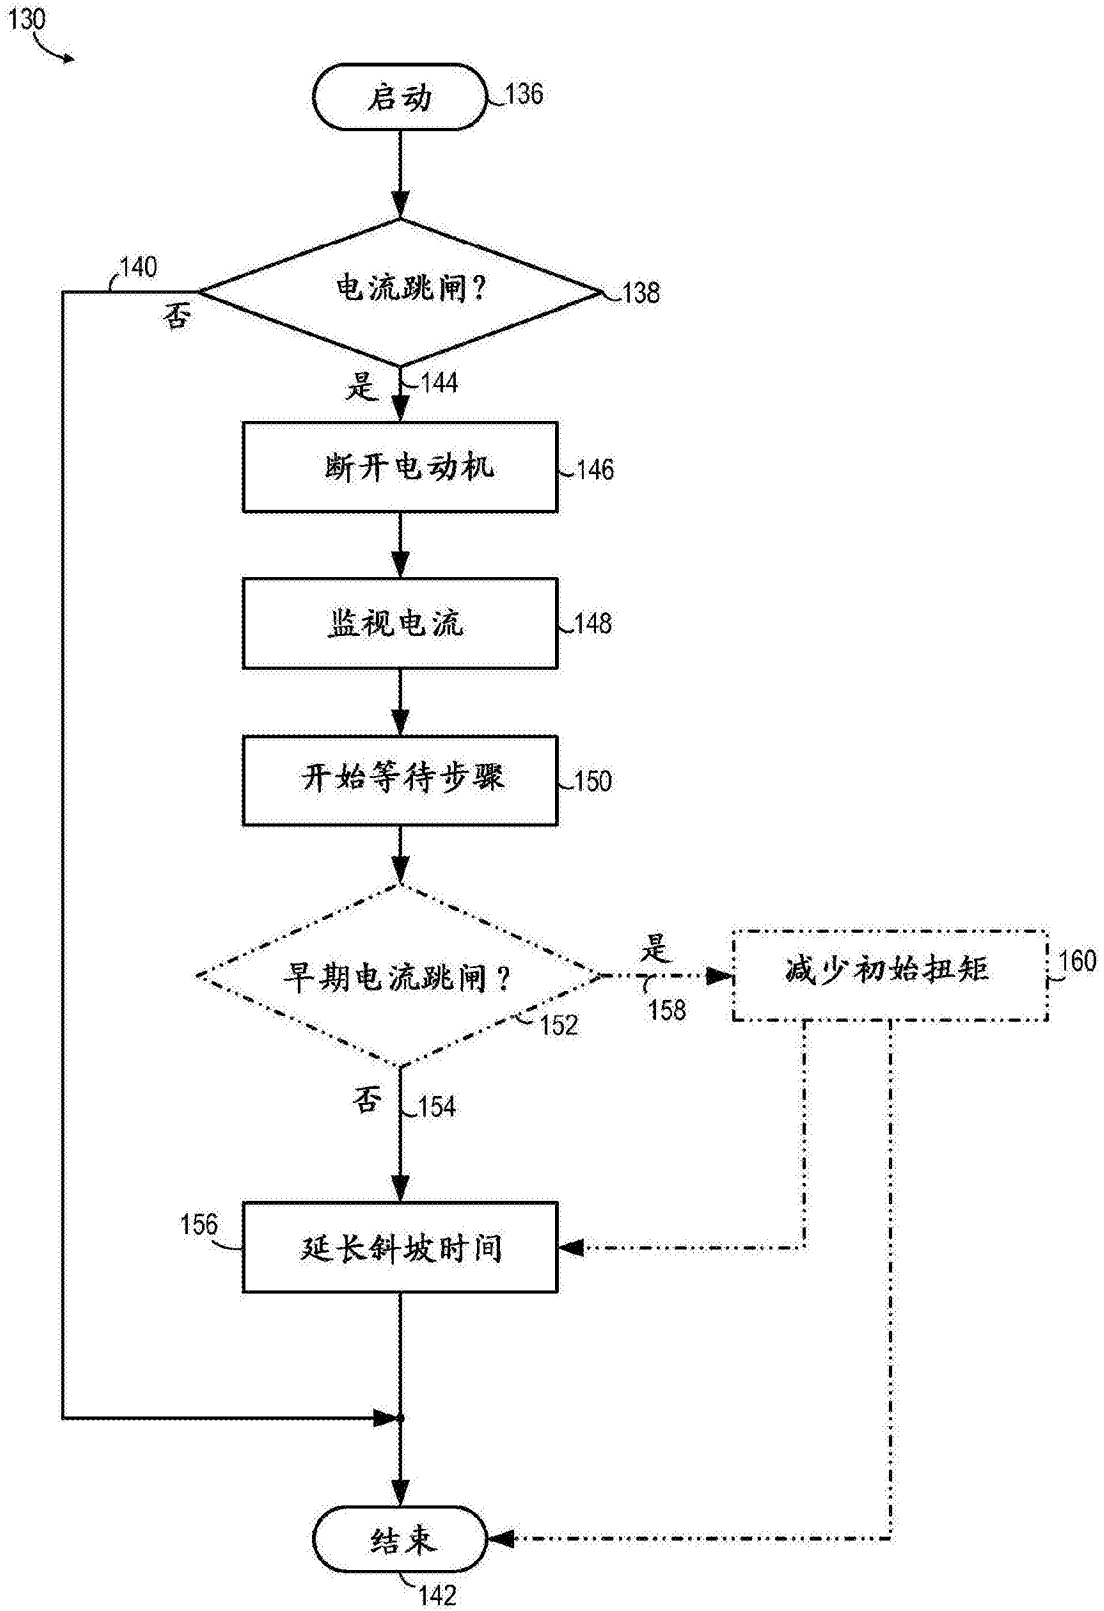 130
启动
136
电流跳闸?
138
140
否
是
144
断开电动机
146
监视电流
148
开始等待步骤
150
早期电流跳闸?
152
是
158
减少初始扭矩
160
否
154
156
延长斜坡时间
结束
142